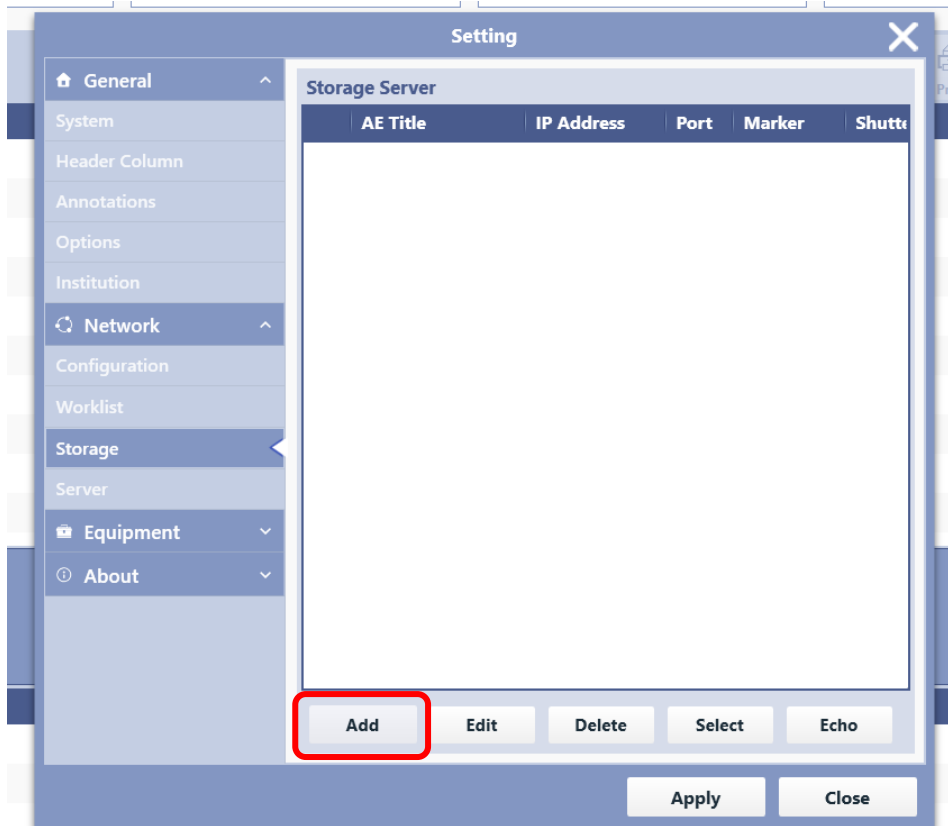 Setting
General
System
Header Column
Annotations
Options
Institution
Network
Configuration
Worklist
Storage
Server
Equipment
About
Storage Server
AE Title IP Address Port Marker Shutte
Add Edit Delete Select Echo
Apply Close